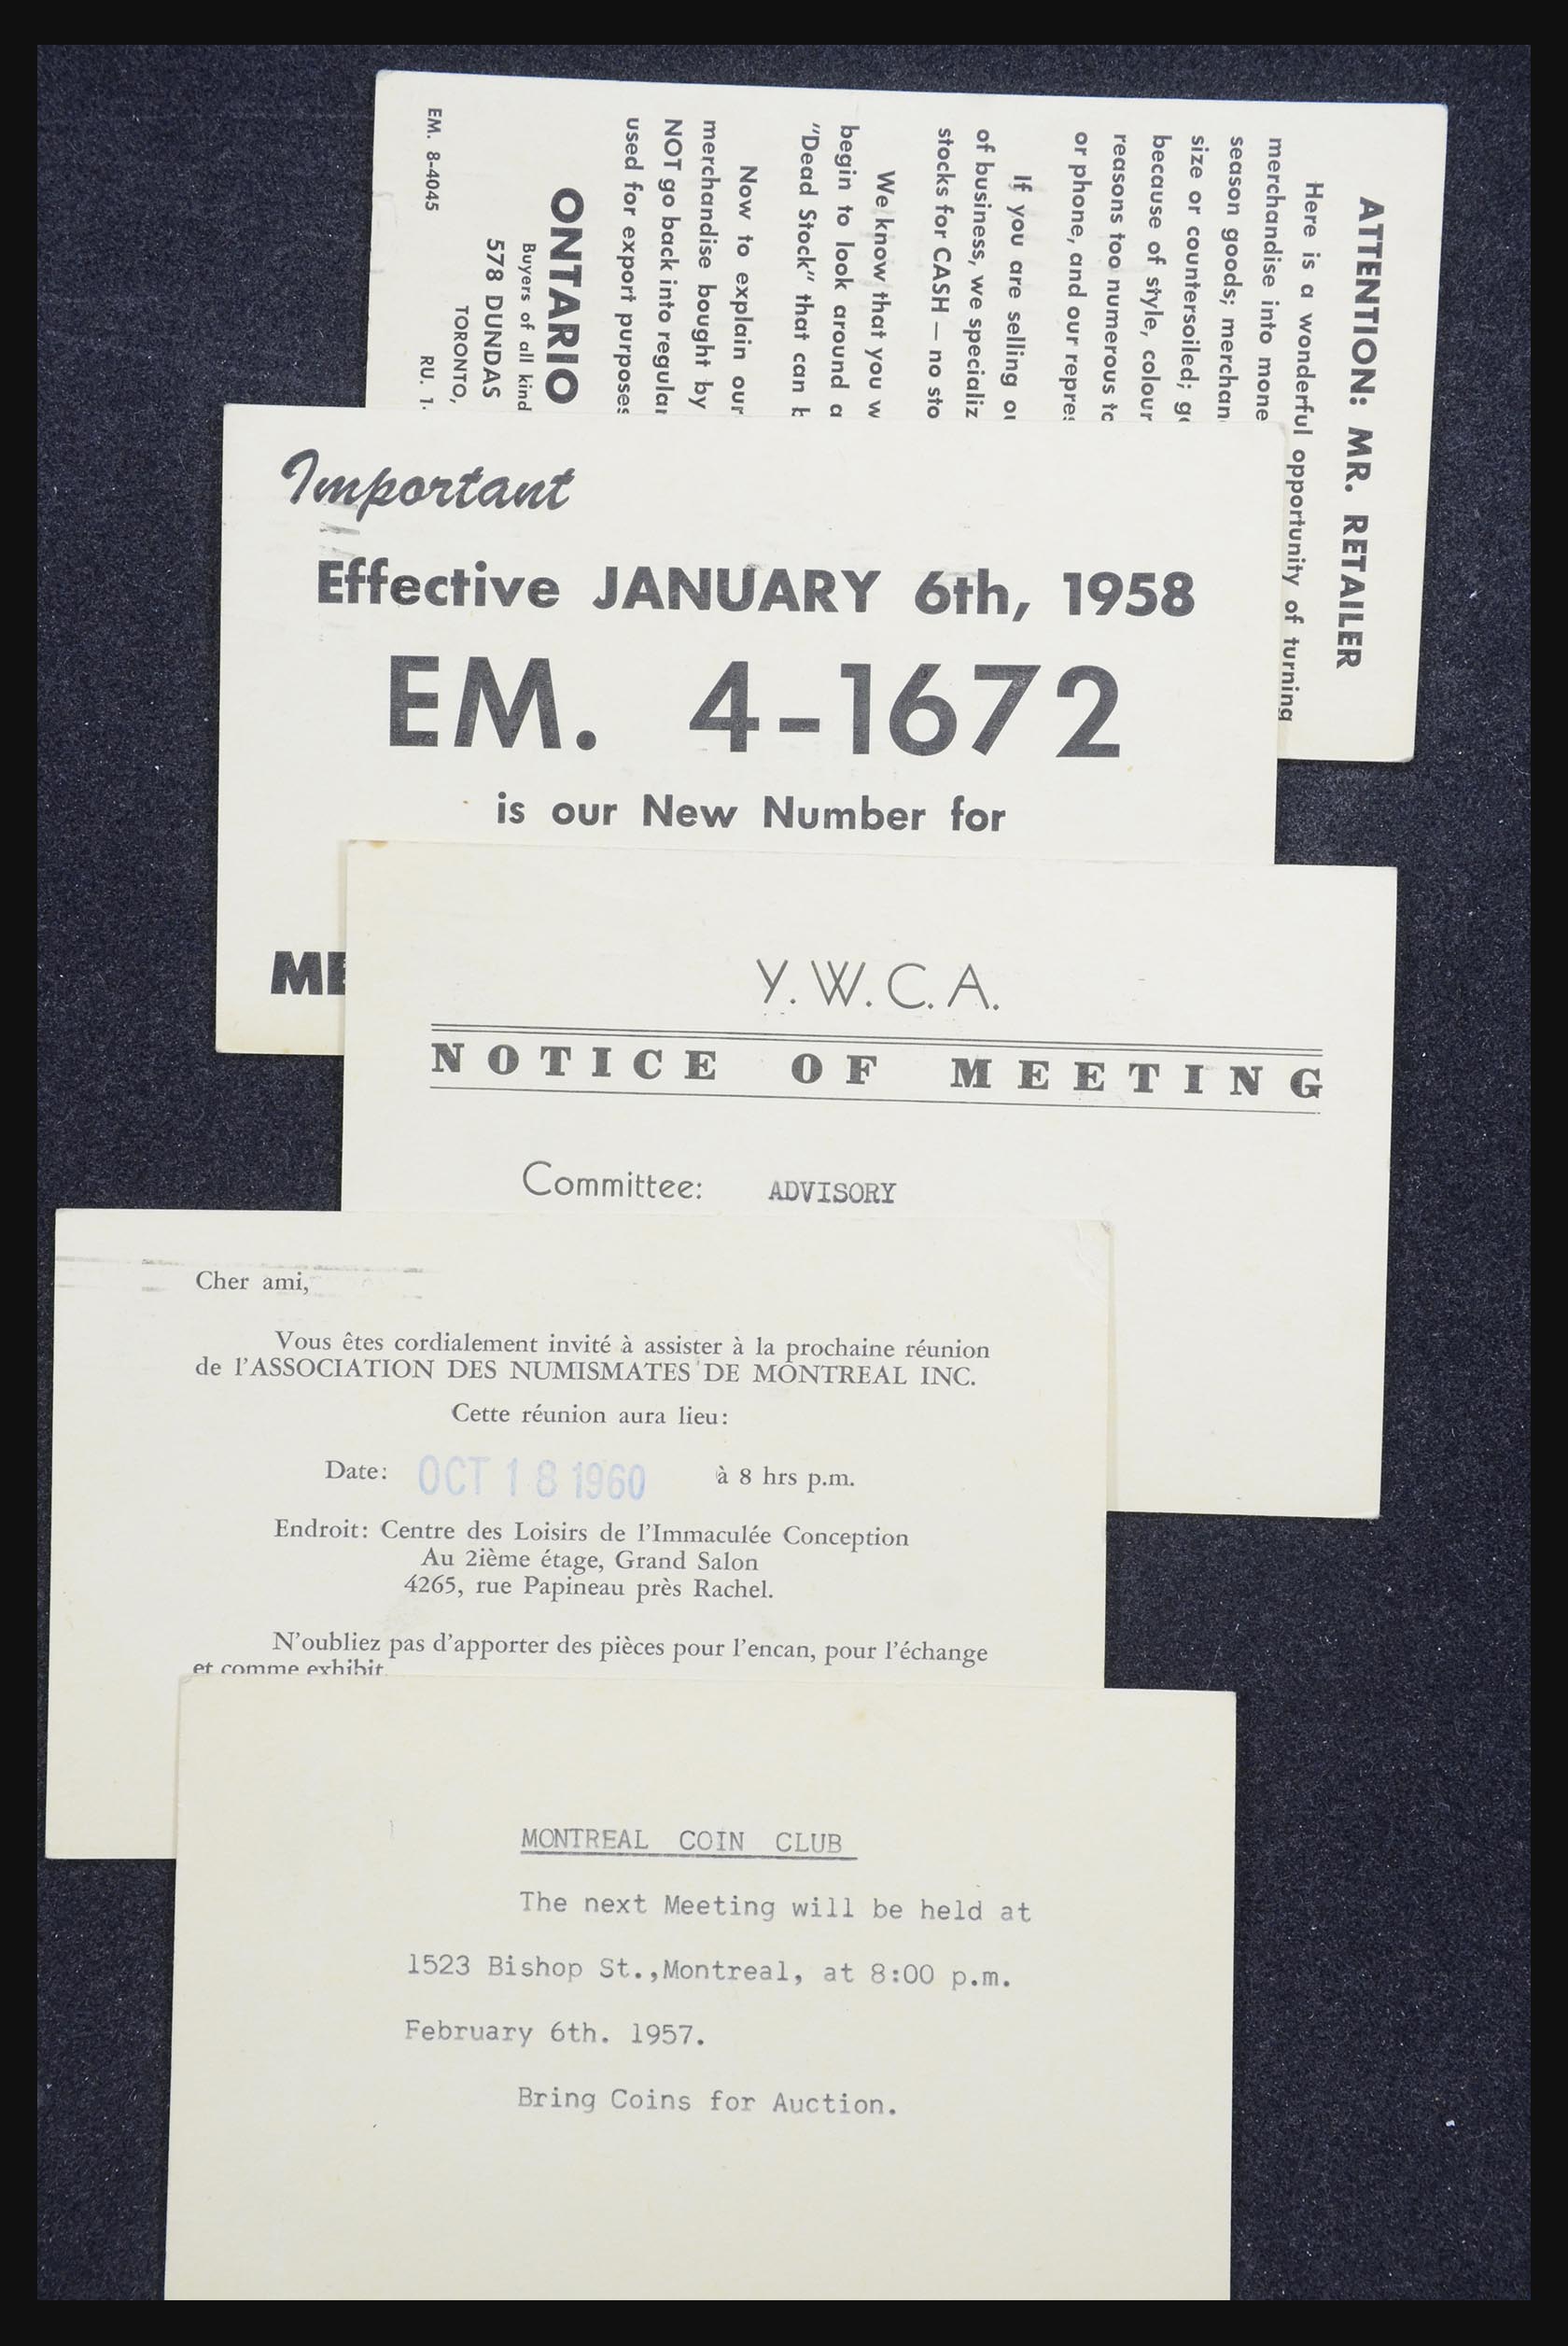 ATTENTION: MR. RETAILER
Here is a wonderful opportunity of turning
merchandise into mone
season goods; merchan
size or countersoiled;
because of style, colour
reasons too numerous
or phone, and our
If you are selling
of business, we specializ
stocks for CASH — no sto
We know that you w
begin to look around a
"Dead Stock" that can
Now to explain our
merchandise bought by
NOT go back into regular
used for export purposes
ONTARIO
Buyers of all kind
578 DUNDAS
TORONTO,
EM. 8-4045 RU. 1-
Important
Effective JANUARY 6th, 1958
EM. 4-1672
is our New Number for
ME
Y.W.C.A.
NOTICE OF MEETING
Committee: ADVISORY
Cher ami,
Vous êtes cordialement invité à assister à la prochaine réunion
de l'ASSOCIATION DES NUMISMATES DE MONTREAL INC.
Cette réunion aura lieu:
Date: OCT 18 1960 à 8 hrs p.m.
Endroit: Centre des Loisirs de l'Immaculée Conception
Au 2ième étage, Grand Salon
4265, rue Papineau près Rachel.
N'oubliez pas d'apporter des pièces pour l'encan, pour l'échange
et comme exhibit.
MONTREAL COIN CLUB
The next Meeting will be held at
1523 Bishop St.,Montreal, at 8:00 p.m.
February 6th. 1957.
Bring Coins for Auction.